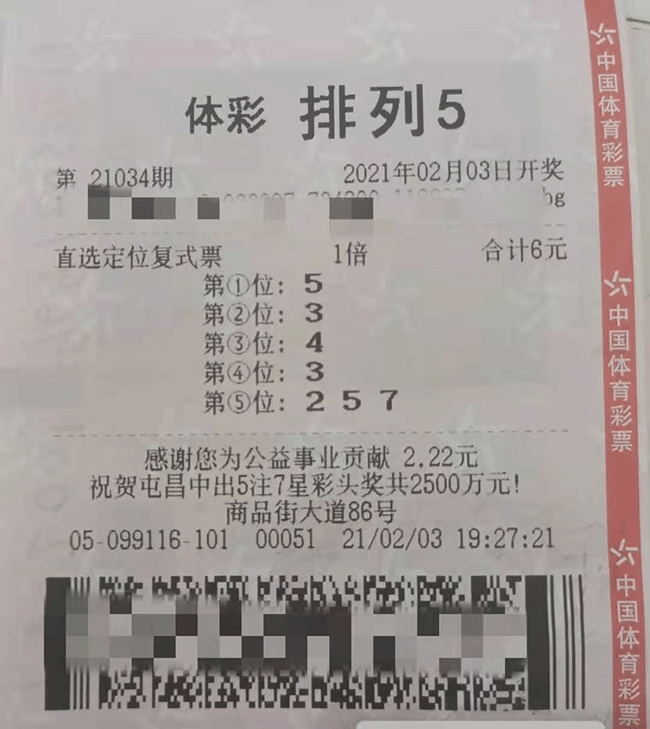 体彩 排列5
第 21034期 2021年02月03日开奖
bg
直选定位复式票 1倍 合计6元
第①位: 5
第②位: 3
第③位: 4
第④位: 3
第⑤位: 2 5 7
感谢您为公益事业贡献 2.22元
祝贺屯昌中出5注7星彩头奖共2500万元!
商品街大道86号
05-099116-101 00051 21/02/03 19:27:21
中国体育彩票
中国体育彩票
中国体育彩票